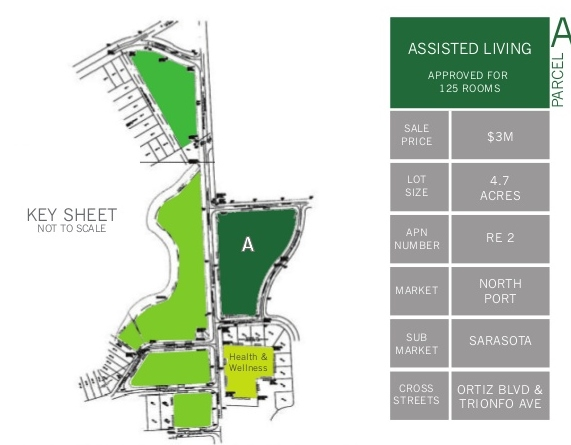 KEY SHEET
NOT TO SCALE
A
Health &
Wellness
ASSISTED LIVING
APPROVED FOR
125 ROOMS
PARCEL A
SALE
PRICE
$3M
LOT
SIZE
4.7
ACRES
APN
NUMBER
RE 2
MARKET
NORTH
PORT
SUB
MARKET
SARASOTA
CROSS
STREETS
ORTIZ BLVD &
TRIONFO AVE